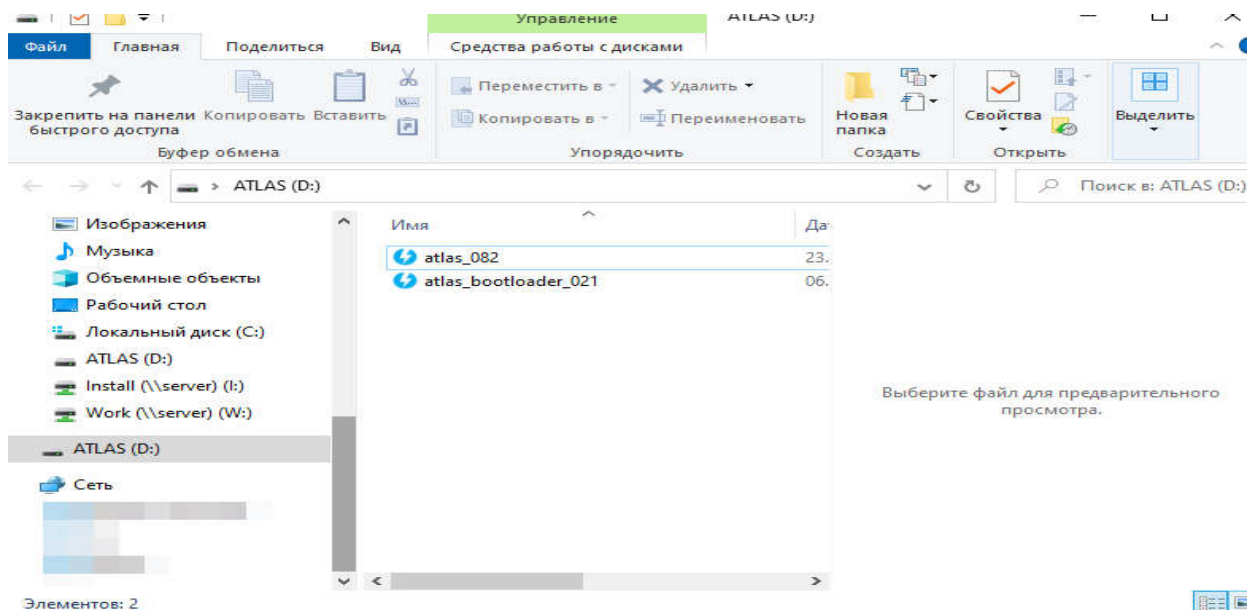 Управление ATLAS (D:)
Файл Главная Поделиться Вид Средства работы с дисками
Закрепить на панели быстрого доступа
Копировать
Вставить
Буфер обмена
Переместить в
Копировать в
Удалить
Переименовать
Упорядочить
Новая папка
Создать
Свойства
Открыть
Выделить
ATLAS (D:)
Поиск в: ATLAS (D:)
Изображения
Музыка
Объемные объекты
Рабочий стол
Локальный диск (C:)
ATLAS (D:)
Install (\\server) (I:)
Work (\\server) (W:)
ATLAS (D:)
Сеть
Имя Да
atlas_082 23.
atlas_bootloader_021 06.
Выберите файл для предварительного
просмотра.
Элементов: 2